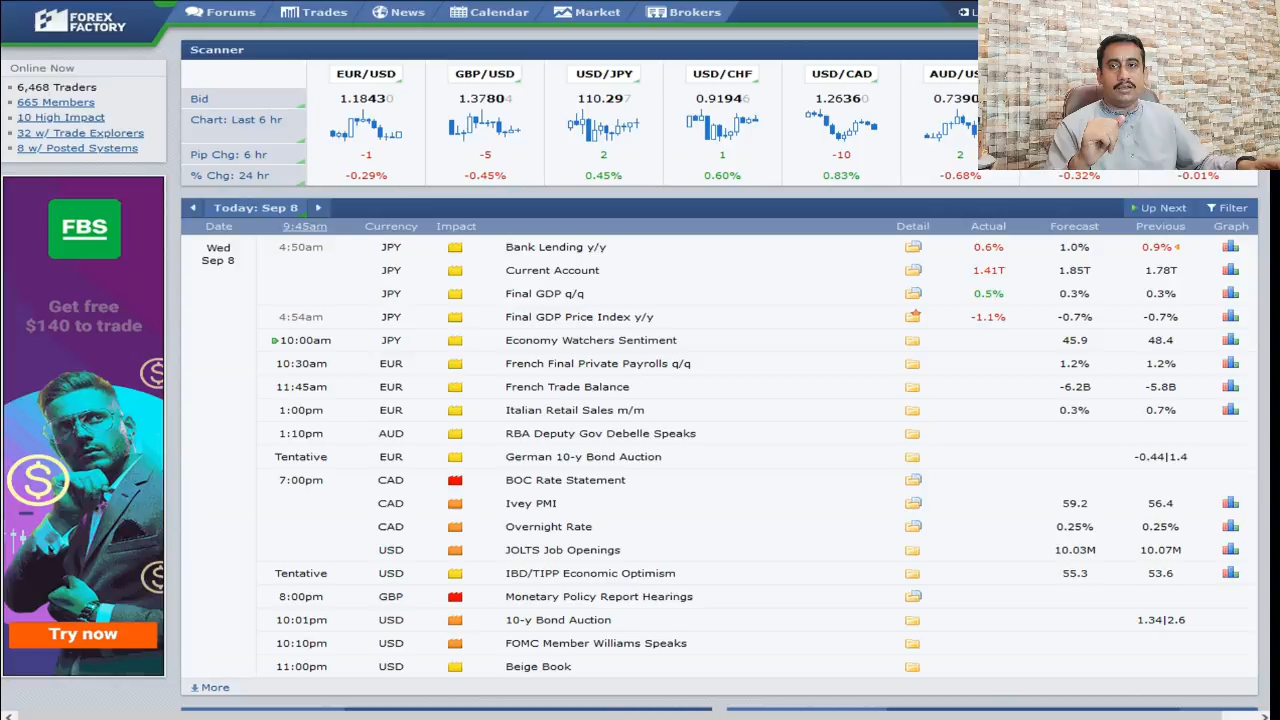 FOREX
FACTORY
Forums Trades News Calendar Market Brokers
Online Now
6,468 Traders
665 Members
10 High Impact
32 w/ Trade Explorers
8 w/ Posted Systems
FBS
Get free
$140 to trade
Try now
Scanner
EUR/USD GBP/USD USD/JPY USD/CHF USD/CAD
Bid 1.18430 1.37804 110.297 0.91946 1.26360
Chart: Last 6 hr
Pip Chg: 6 hr -1 -5 2 1 -10 2
% Chg: 24 hr -0.29% -0.45% 0.45% 0.60% 0.83% -0.68% -0.32% -0.01%
Today: Sep 8 Up Next Filter
Date 9:45am Currency Impact Detail Actual Forecast Previous Graph
Wed
Sep 8
4:50am JPY Bank Lending y/y 0.6% 1.0% 0.9%
JPY Current Account 1.41T 1.85T 1.78T
JPY Final GDP q/q 0.5% 0.3% 0.3%
4:54am JPY Final GDP Price Index y/y -1.1% -0.7% -0.7%
10:00am JPY Economy Watchers Sentiment 45.9 48.4
10:30am EUR French Final Private Payrolls q/q 1.2% 1.2%
11:45am EUR French Trade Balance -6.2B -5.8B
1:00pm EUR Italian Retail Sales m/m 0.3% 0.7%
1:10pm AUD RBA Deputy Gov Debelle Speaks
Tentative EUR German 10-y Bond Auction -0.44|1.4
7:00pm CAD BOC Rate Statement
CAD Ivey PMI 59.2 56.4
CAD Overnight Rate 0.25% 0.25%
USD JOLTS Job Openings 10.03M 10.07M
Tentative USD IBD/TIPP Economic Optimism 55.3 53.6
8:00pm GBP Monetary Policy Report Hearings
10:01pm USD 10-y Bond Auction 1.34|2.6
10:10pm USD FOMC Member Williams Speaks
11:00pm USD Beige Book
More